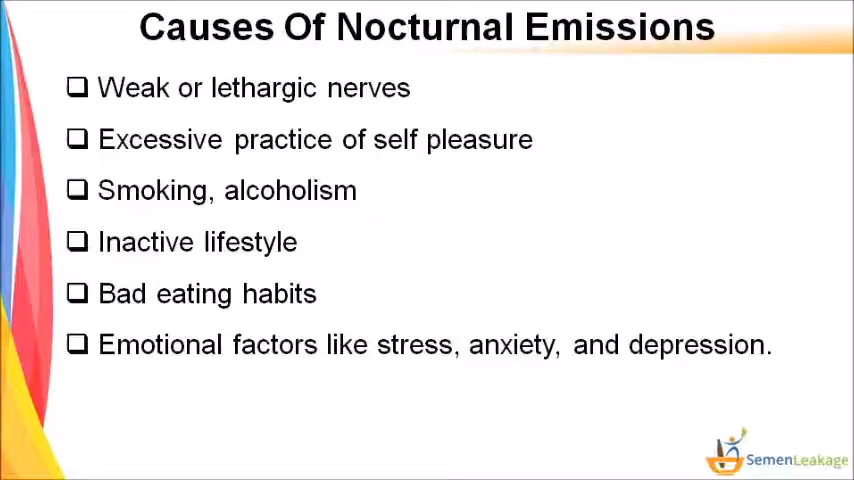 Causes Of Nocturnal Emissions
Weak or lethargic nerves
Excessive practice of self pleasure
Smoking, alcoholism
Inactive lifestyle
Bad eating habits
Emotional factors like stress, anxiety, and depression.
SemenLeakage